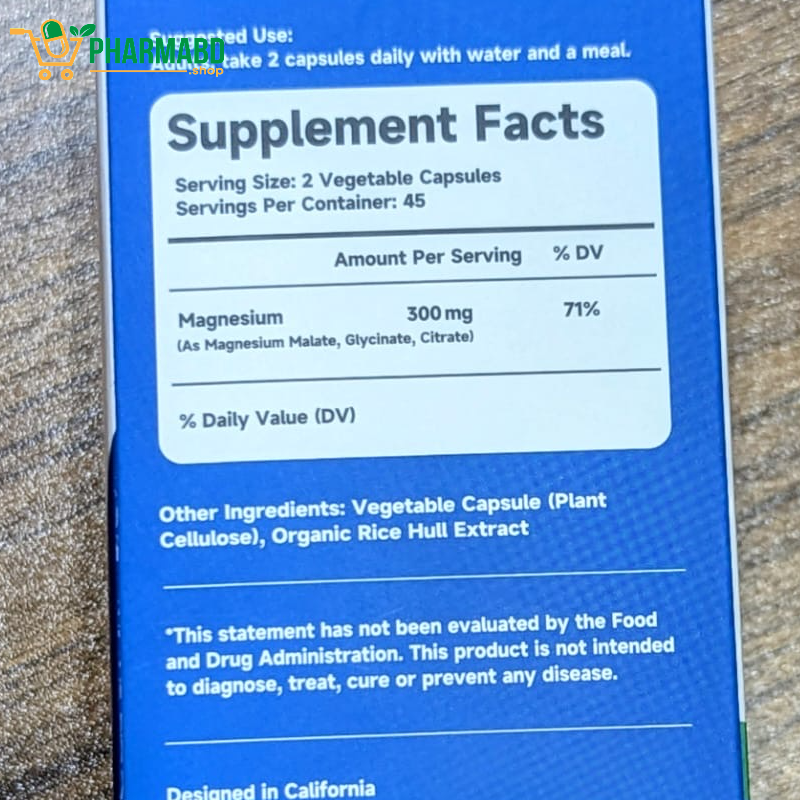 PHARMABD
.shop
Suggested Use:
take 2 capsules daily with water and a meal.
Supplement Facts
Serving Size: 2 Vegetable Capsules
Servings Per Container: 45
Amount Per Serving % DV
Magnesium 300 mg 71%
(As Magnesium Malate, Glycinate, Citrate)
% Daily Value (DV)
Other Ingredients: Vegetable Capsule (Plant
Cellulose), Organic Rice Hull Extract
*This statement has not been evaluated by the Food
and Drug Administration. This product is not intended
to diagnose, treat, cure or prevent any disease.
Designed in California